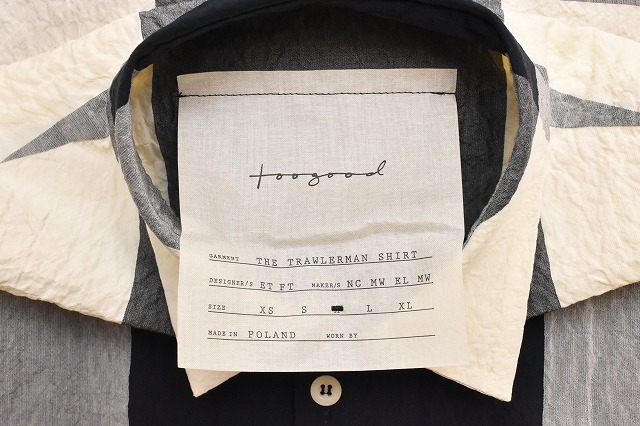 toogood
GARMENT THE TRAWLERMAN SHIRT
DESIGNER/S ET FT MAKER/S NC MW EL MW
SIZE XS S L XL
MADE IN POLAND WORN BY